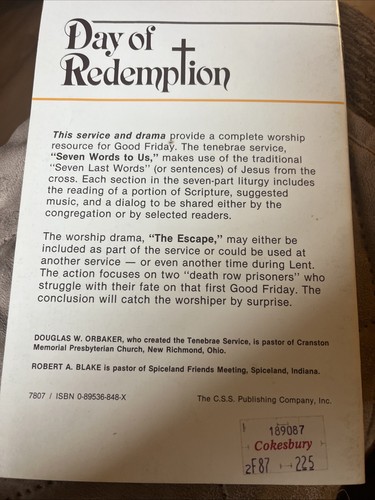 Day of
Redemption
This service and drama provide a complete worship
resource for Good Friday. The tenebrae service,
"Seven Words to Us," makes use of the traditional
"Seven Last Words" (or sentences) of Jesus from the
cross. Each section in the seven-part liturgy includes
the reading of a portion of Scripture, suggested
music, and a dialog to be shared either by the
congregation or by selected readers.
The worship drama, "The Escape," may either be
included as part of the service or could be used at
another service — or even another time during Lent.
The action focuses on two "death row prisoners" who
struggle with their fate on that first Good Friday. The
conclusion will catch the worshiper by surprise.
DOUGLAS W. ORBAKER, who created the Tenebrae Service, is pastor of Cranston
Memorial Presbyterian Church, New Richmond, Ohio.
ROBERT A. BLAKE is pastor of Spiceland Friends Meeting, Spiceland, Indiana.
7807 / ISBN 0-89536-848-X The C.S.S. Publishing Company, Inc.
189087
Cokesbury
2F87 225